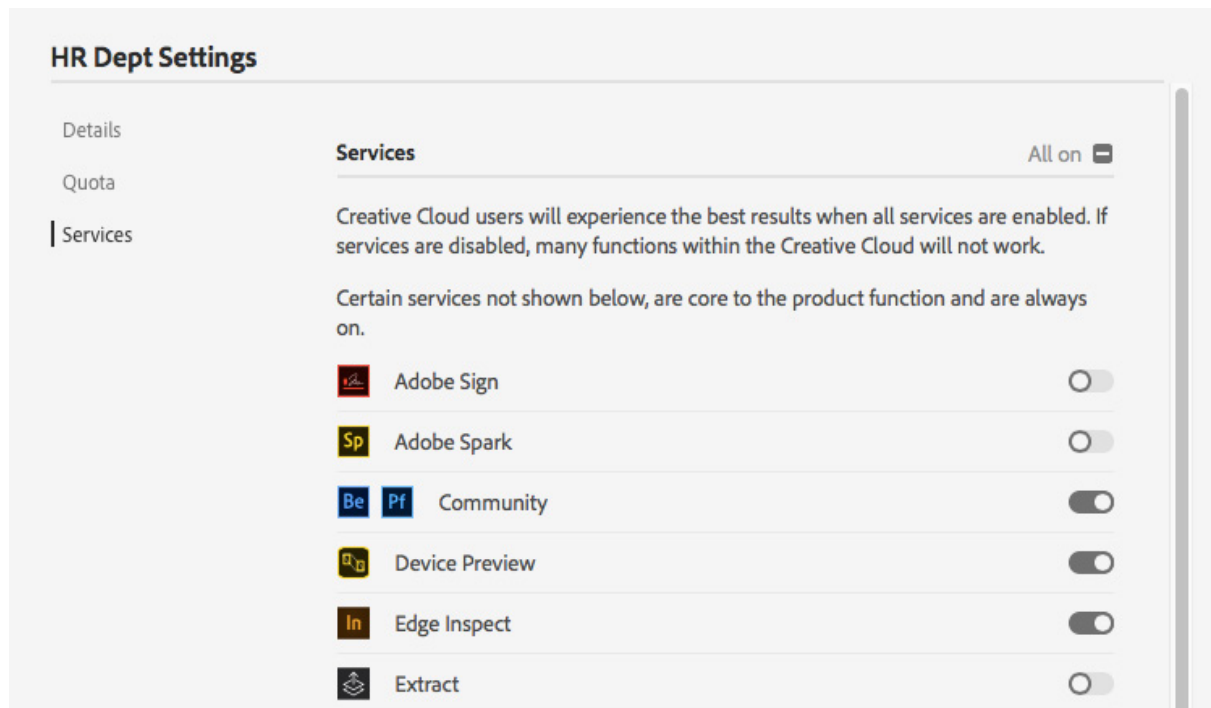 HR Dept Settings
Details
Quota
Services
Services
All on
Creative Cloud users will experience the best results when all services are enabled. If
services are disabled, many functions within the Creative Cloud will not work.
Certain services not shown below, are core to the product function and are always
on.
Adobe Sign
Sp Adobe Spark
Be Pf Community
Device Preview
In Edge Inspect
Extract